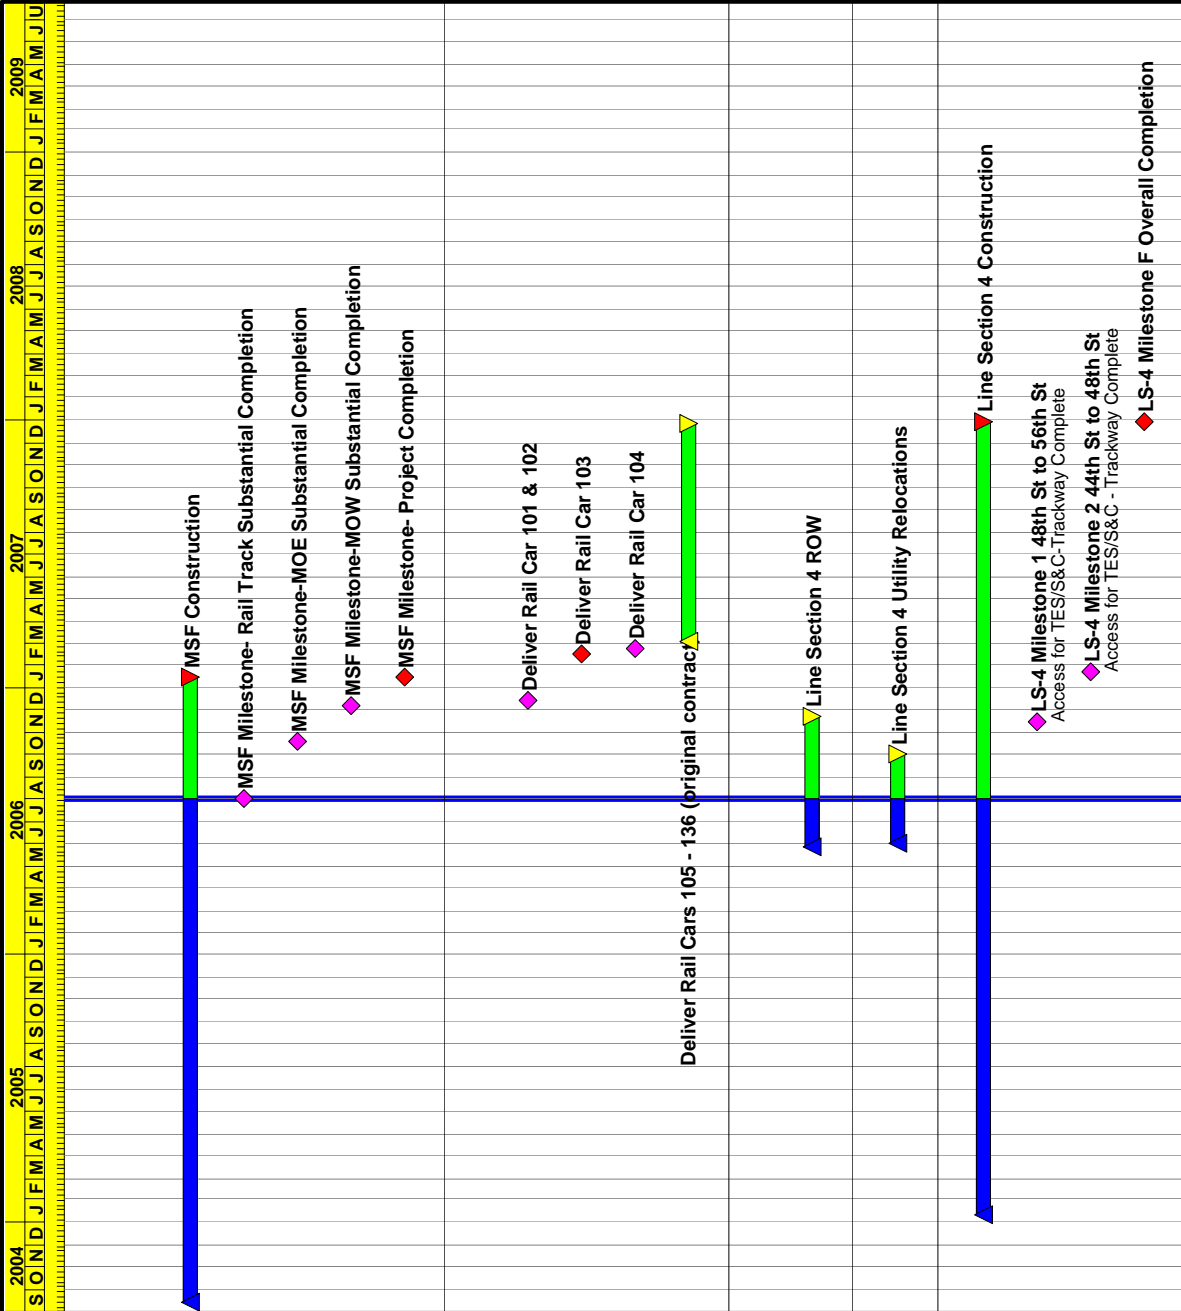 2004 2005 2006 2007 2008 2009
S O N D J F M A M J J A S O N D J F M A M J J A S O N D J F M A M J J A S O N D J F M A M J J A S O N D J F M A M J U
MSF Construction
MSF Milestone- Rail Track Substantial Completion
MSF Milestone-MOE Substantial Completion
MSF Milestone-MOW Substantial Completion
MSF Milestone- Project Completion
Deliver Rail Car 101 & 102
Deliver Rail Car 103
Deliver Rail Car 104
Deliver Rail Cars 105 - 136 (original contract
Line Section 4 ROW
Line Section 4 Utility Relocations
Line Section 4 Construction
LS-4 Milestone 1 48th St to 56th St
Access for TES/S&C-Trackway Complete
LS-4 Milestone 2 44th St to 48th St
Access for TES/S&C - Trackway Complete
LS-4 Milestone F Overall Completion